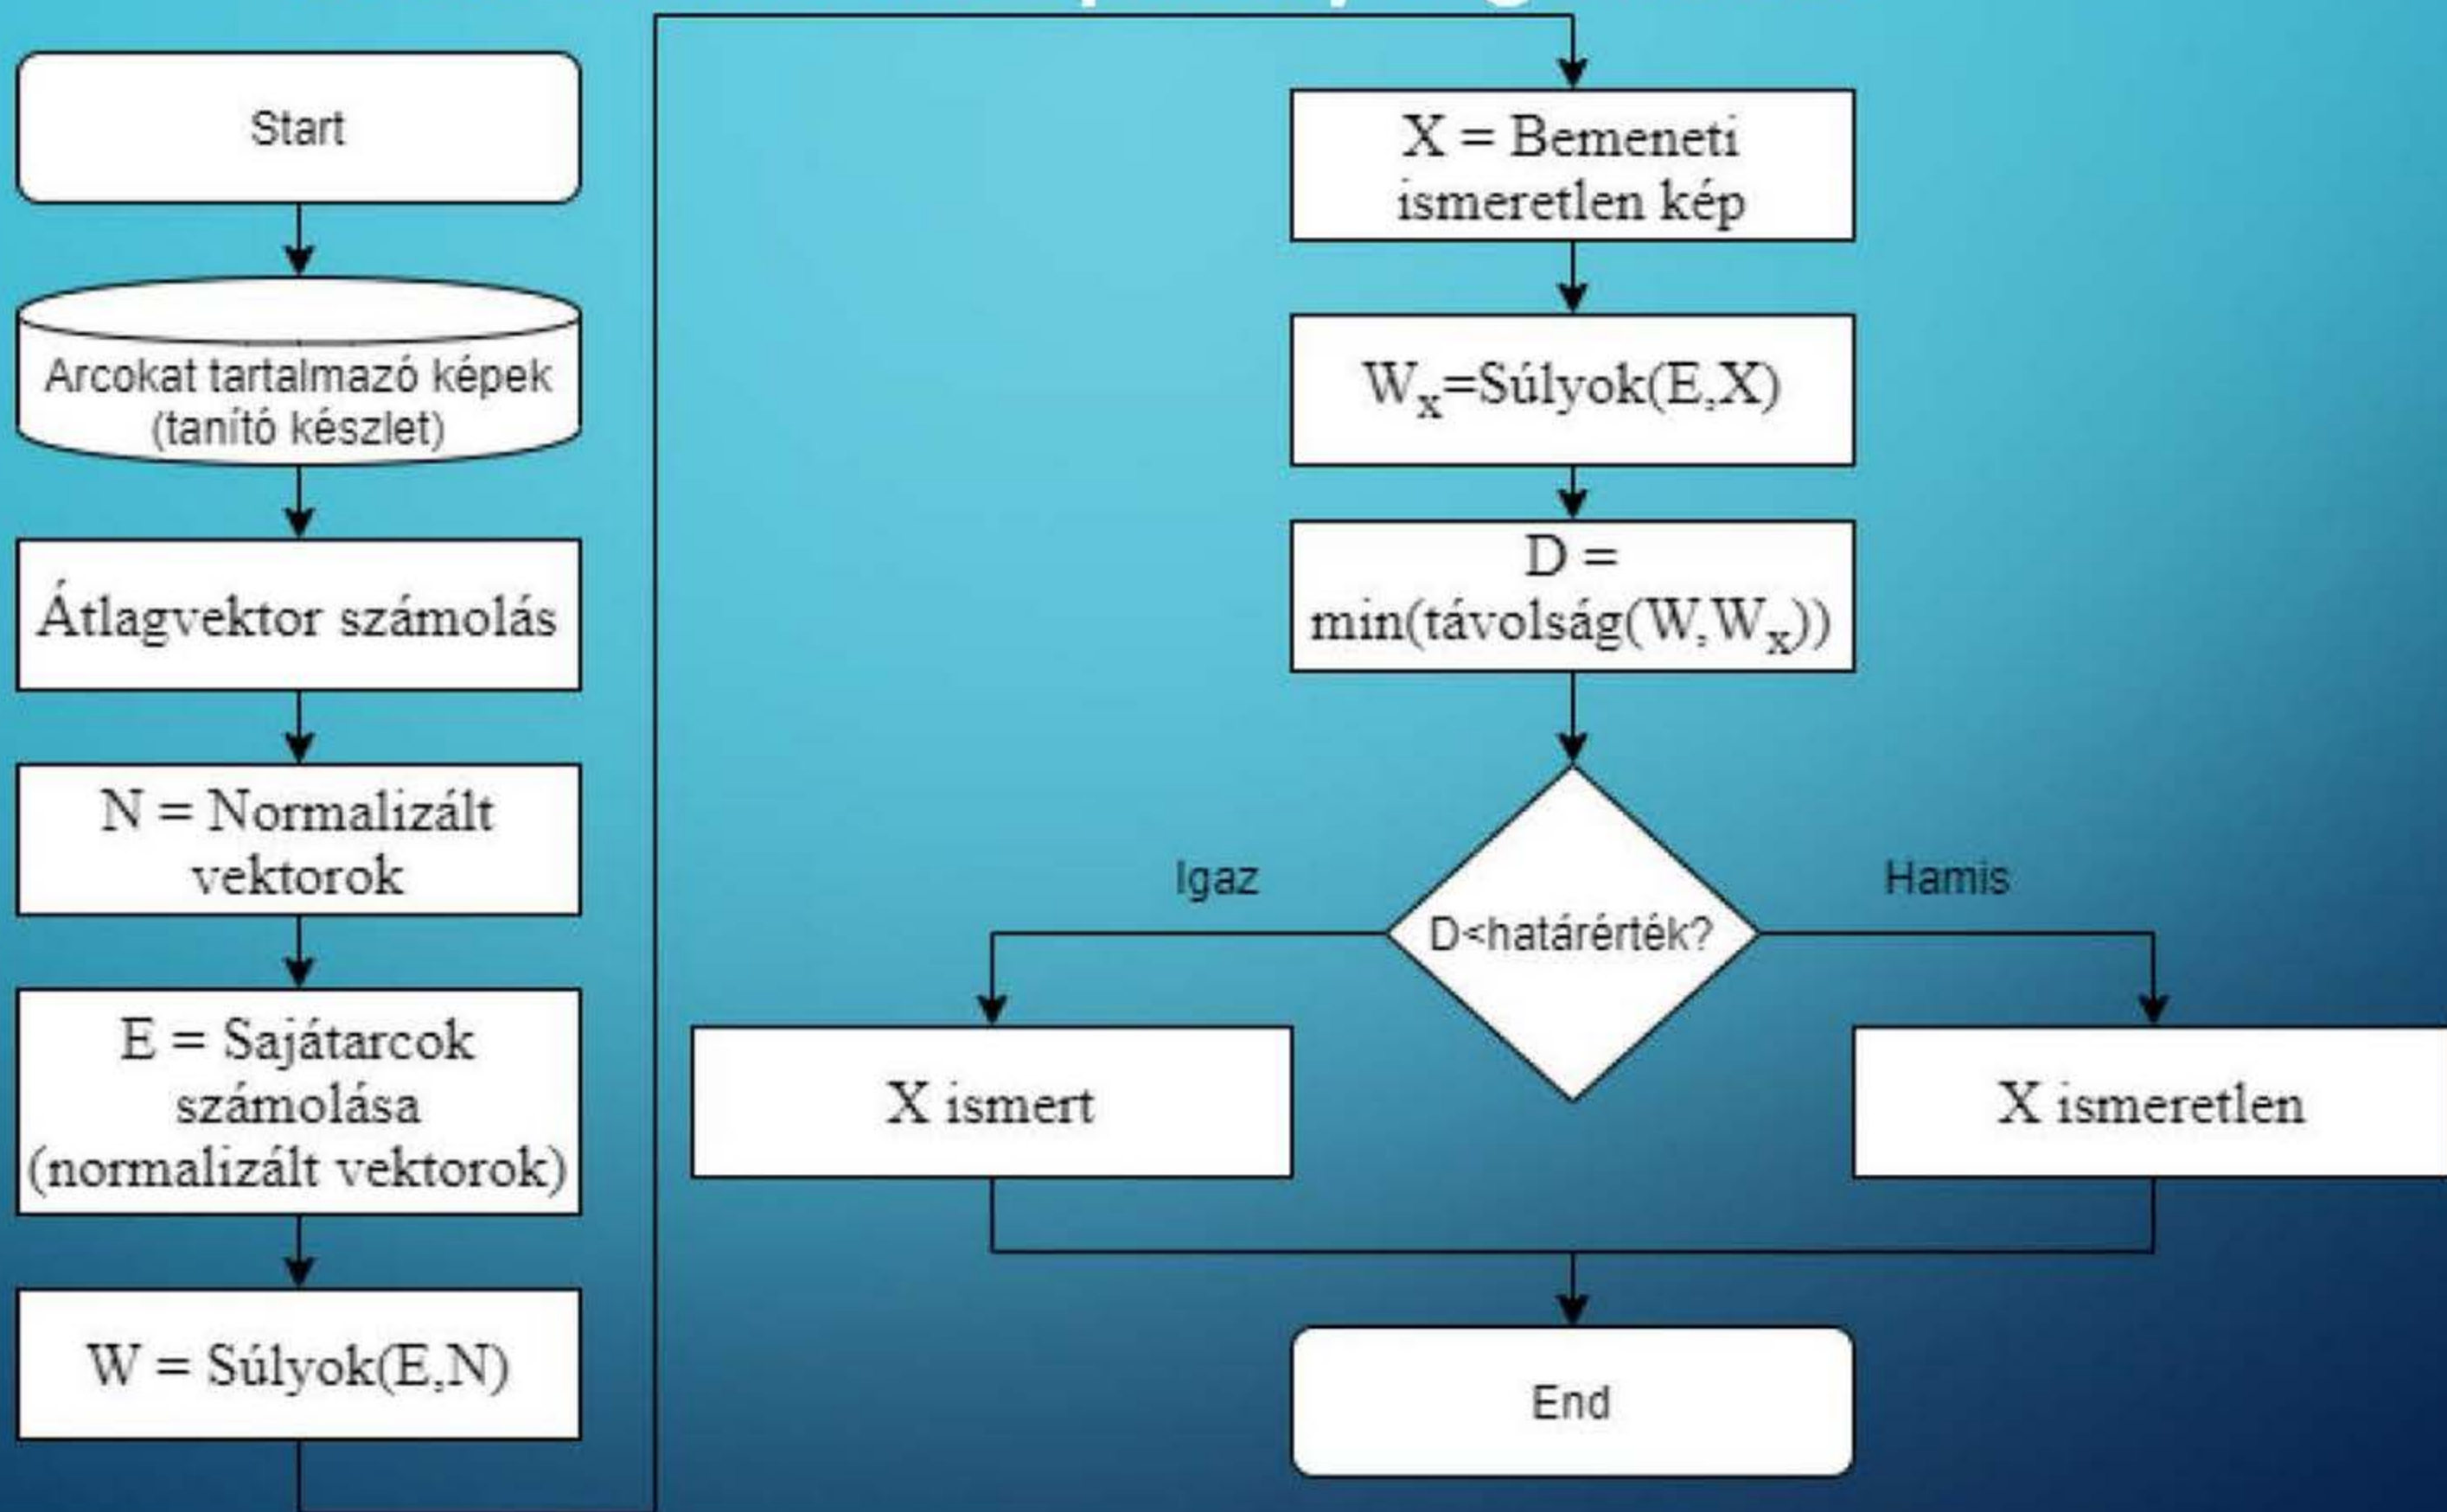 Start
Arcokat tartalmazó képek
(tanító készlet)
Átlagvektor számolás
N = Normalizált
vektorok
E = Sajátarcok
számolása
(normalizált vektorok)
W = Súlyok(E,N)
X = Bemeneti
ismeretlen kép
Wₓ=Súlyok(E,X)
D =
min(távolság(W,Wₓ))
D<határérték?
Igaz
Hamis
X ismert
X ismeretlen
End